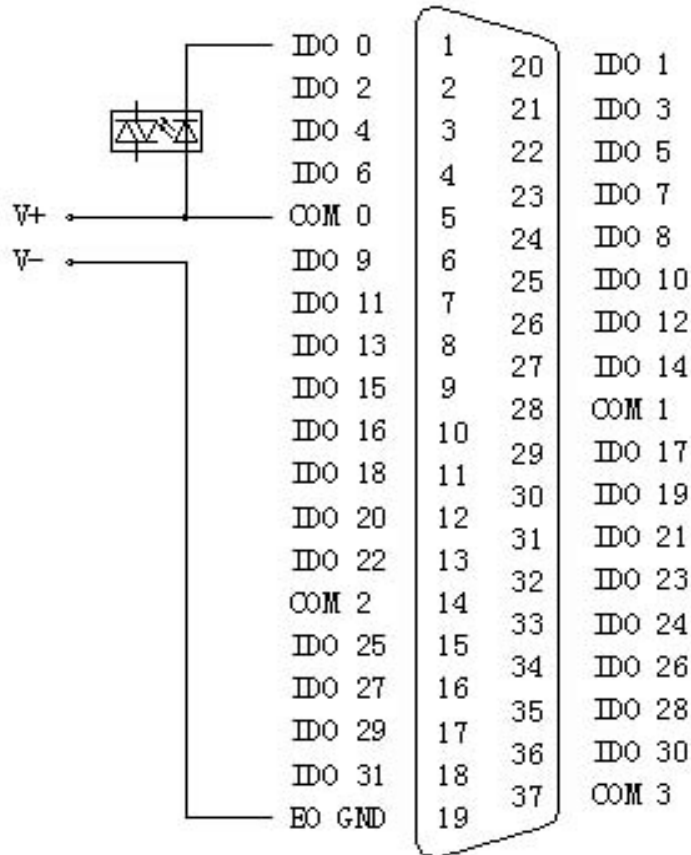 IDO 0 1
20 IDO 1
IDO 2 2
21 IDO 3
IDO 4 3
22 IDO 5
IDO 6 4
23 IDO 7
V+ COM 0 5
24 IDO 8
V- IDO 9 6
25 IDO 10
IDO 11 7
26 IDO 12
IDO 13 8
27 IDO 14
IDO 15 9
28 COM 1
IDO 16 10
29 IDO 17
IDO 18 11
30 IDO 19
IDO 20 12
31 IDO 21
IDO 22 13
32 IDO 23
COM 2 14
33 IDO 24
IDO 25 15
34 IDO 26
IDO 27 16
35 IDO 28
IDO 29 17
36 IDO 30
IDO 31 18
37 COM 3
EO GND 19